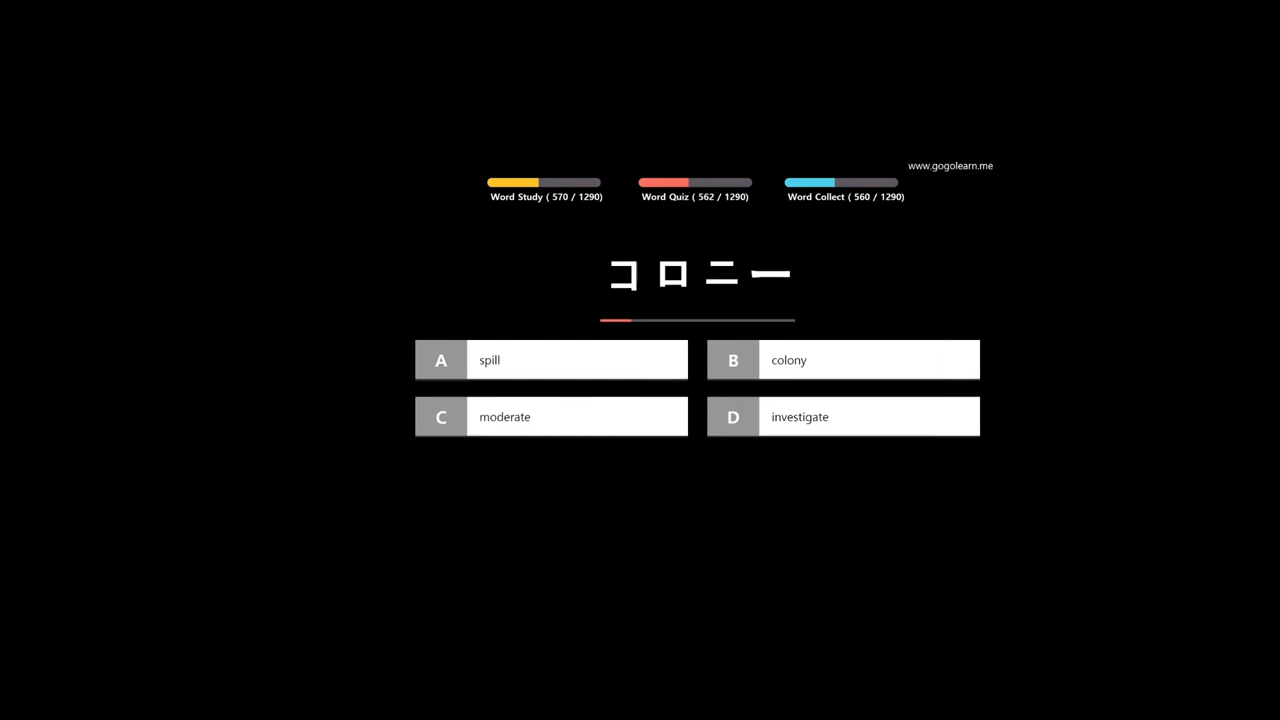 www.gogolearn.me
Word Study ( 570 / 1290)
Word Quiz ( 562 / 1290)
Word Collect ( 560 / 1290)
コロニー
A spill
B colony
C moderate
D investigate